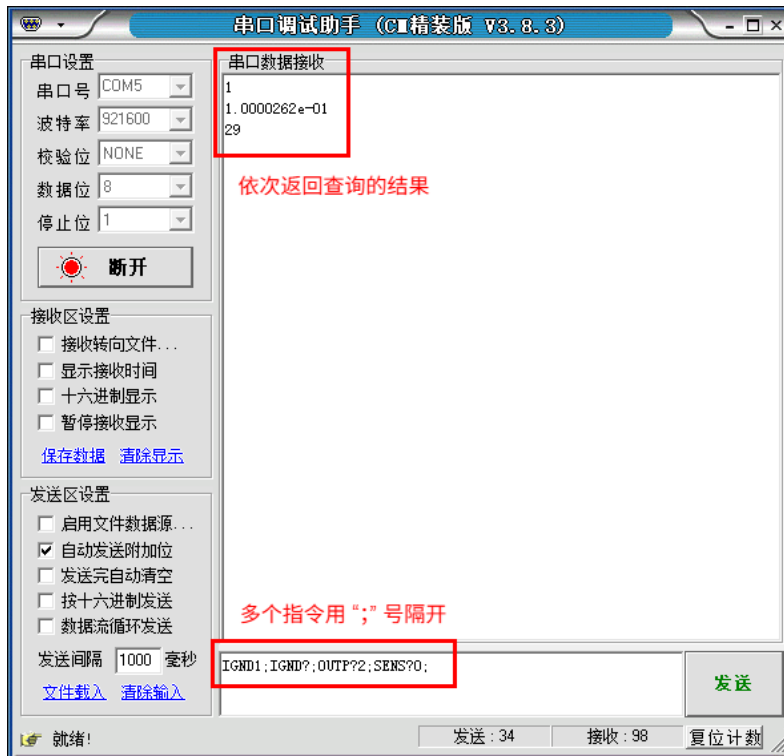 串口调试助手 (CM精装版 V3.8.3)
串口设置
串口号 COM5
波特率 921600
校验位 NONE
数据位 8
停止位 1
断开
接收区设置
接收转向文件...
显示接收时间
十六进制显示
暂停接收显示
保存数据 清除显示
发送区设置
启用文件数据源...
自动发送附加位
发送完自动清空
按十六进制发送
数据流循环发送
发送间隔 1000 毫秒
文件载入 清除输入
串口数据接收
1
1.0000262e-01
29
依次返回查询的结果
多个指令用 “;” 号隔开
IGND1;IGND?;OUTP?2;SENS?0;
发送
就绪!
发送:34
接收:98
复位计数